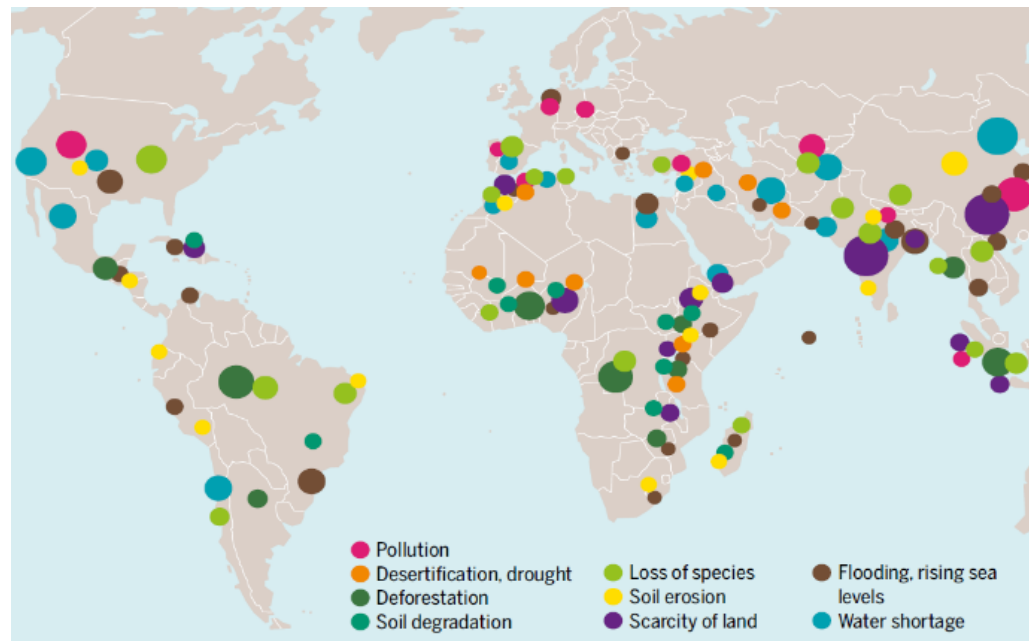 Pollution
Desertification, drought
Deforestation
Soil degradation
Loss of species
Soil erosion
Scarcity of land
Flooding, rising sea
levels
Water shortage